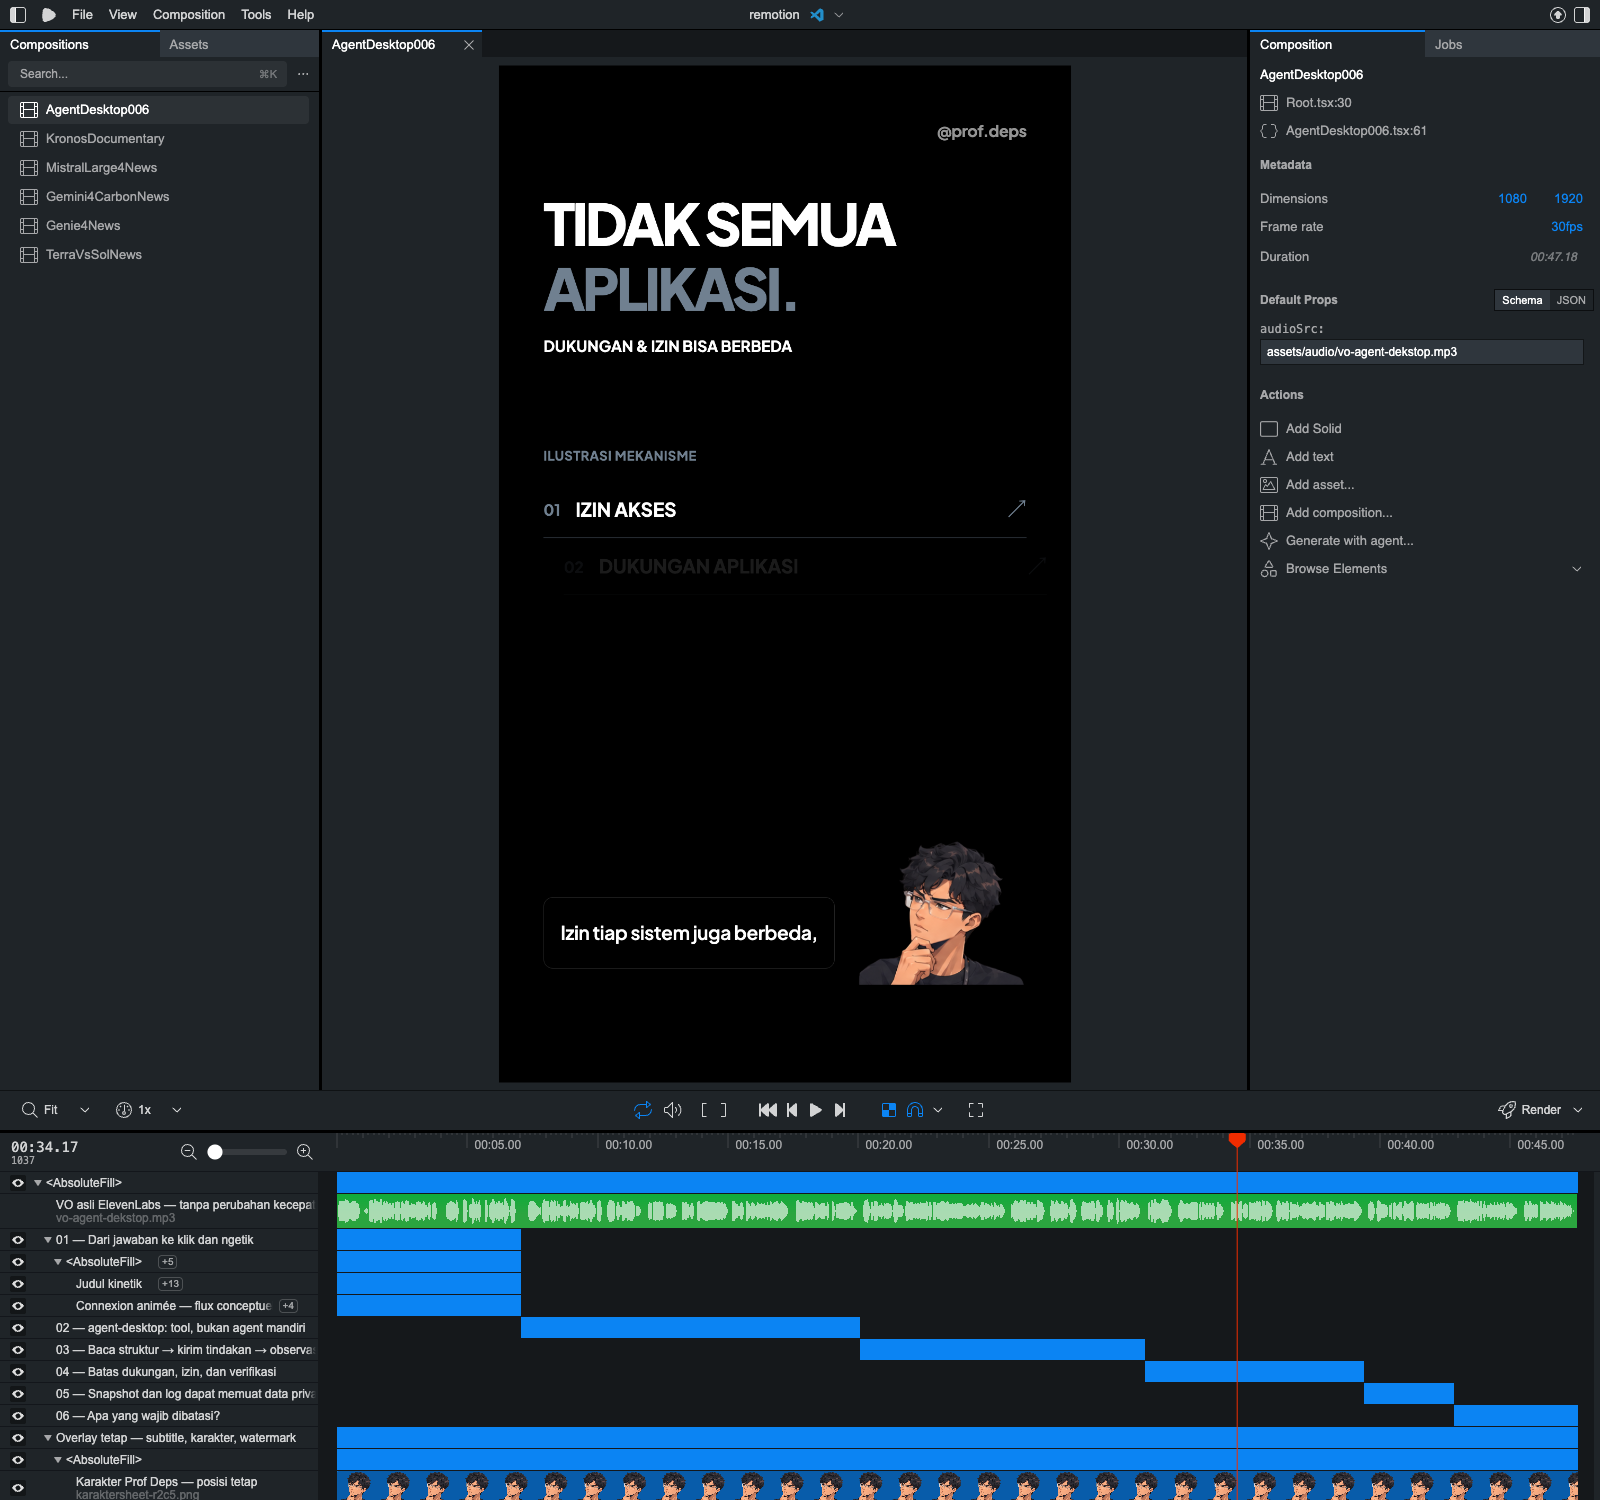 File View Composition Tools Help
remotion
Compositions Assets
Search... ⌘K
AgentDesktop006
KronosDocumentary
MistralLarge4News
Gemini4CarbonNews
Genie4News
TerraVsSolNews
AgentDesktop006
@prof.deps
TIDAK SEMUA
APLIKASI.
DUKUNGAN & IZIN BISA BERBEDA
ILUSTRASI MEKANISME
01 IZIN AKSES
02 DUKUNGAN APLIKASI
Izin tiap sistem juga berbeda,
Composition Jobs
AgentDesktop006
Root.tsx:30
AgentDesktop006.tsx:61
Metadata
Dimensions 1080 1920
Frame rate 30fps
Duration 00:47.18
Default Props Schema JSON
audioSrc:
assets/audio/vo-agent-dekstop.mp3
Actions
Add Solid
Add text
Add asset...
Add composition...
Generate with agent...
Browse Elements
Fit 1x Render
00:34.17
1037
00:05.00 00:10.00 00:15.00 00:20.00 00:25.00 00:30.00 00:35.00 00:40.00 00:45.00
<AbsoluteFill>
VO asli ElevenLabs — tanpa perubahan kecepat
vo-agent-dekstop.mp3
01 — Dari jawaban ke klik dan ngetik
<AbsoluteFill> +5
Judul kinetik +13
Connexion animée — flux conceptue +4
02 — agent-desktop: tool, bukan agent mandiri
03 — Baca struktur → kirim tindakan → observa
04 — Batas dukungan, izin, dan verifikasi
05 — Snapshot dan log dapat memuat data priva
06 — Apa yang wajib dibatasi?
Overlay tetap — subtitle, karakter, watermark
<AbsoluteFill>
Karakter Prof Deps — posisi tetap
karaktersheet-r2c5.png